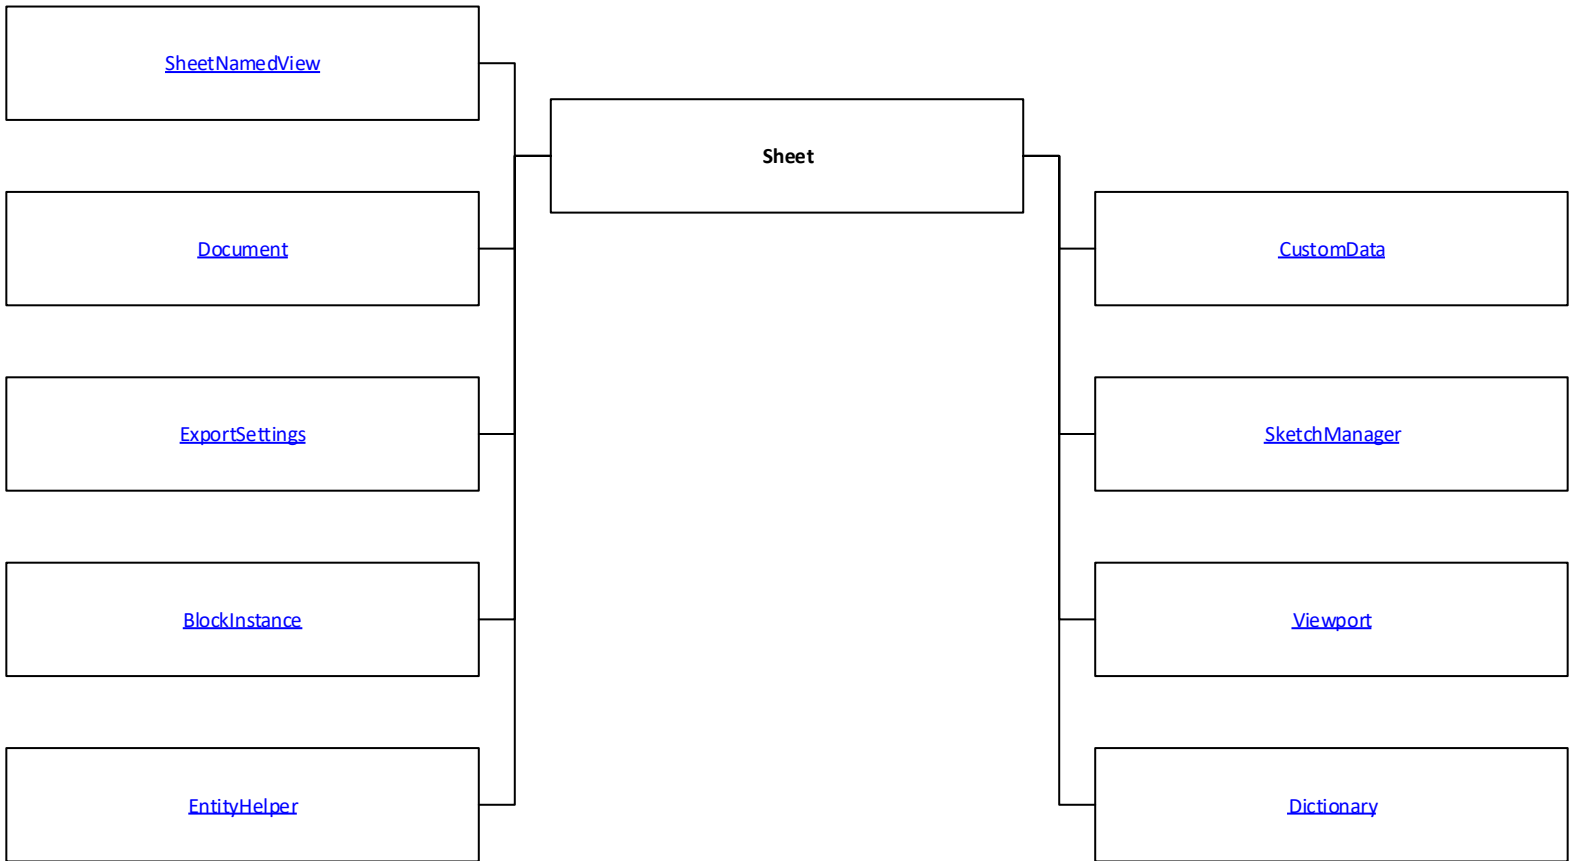 SheetNamedView
Sheet
Document
CustomData
ExportSettings
SketchManager
BlockInstance
Viewport
EntityHelper
Dictionary